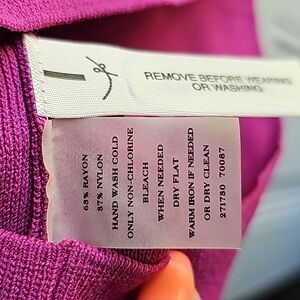 REMOVE BEFORE WEARING
OR WASHING
68% RAYON
37% NYLON
HAND WASH COLD
ONLY NON-CHLORINE
BLEACH
WHEN NEEDED
DRY FLAT
WARM IRON IF NEEDED
OR DRY CLEAN
271780 70087